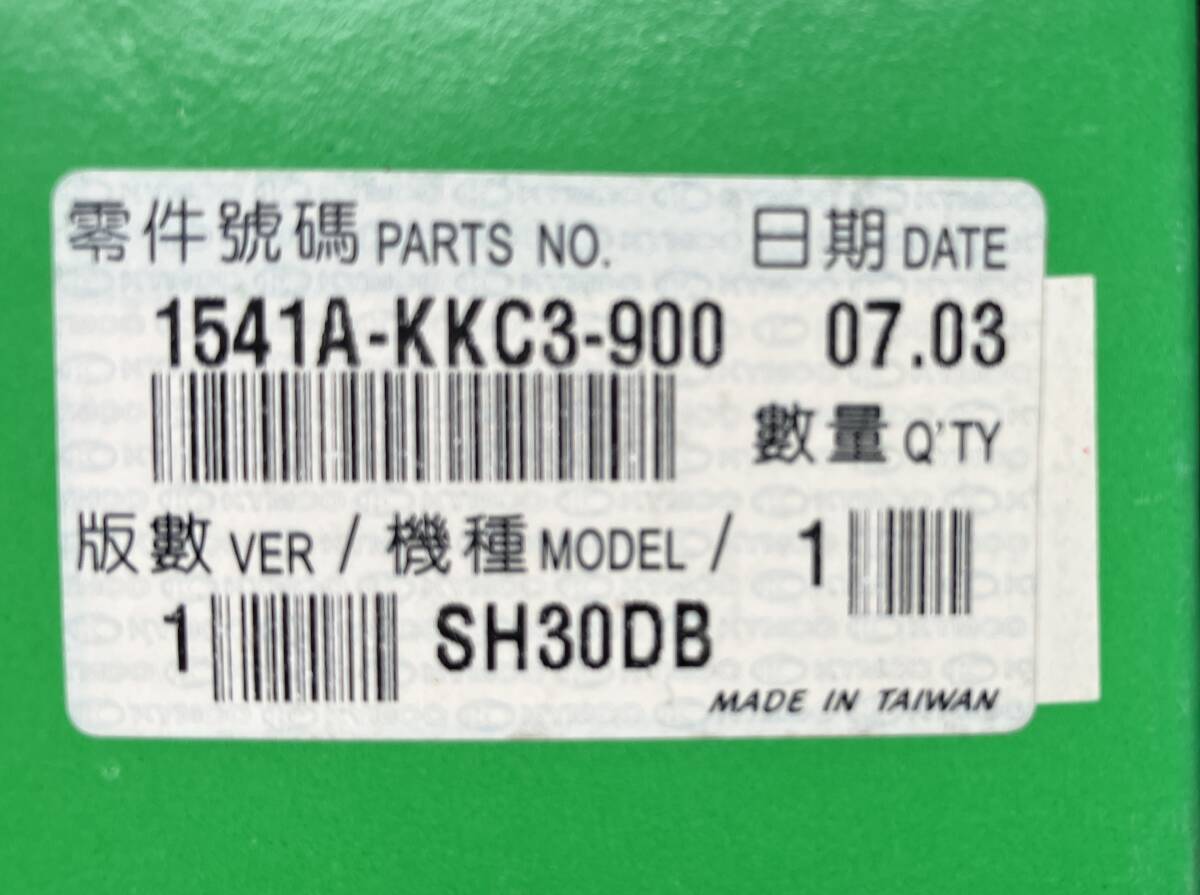 零件號碼 PARTS NO. 日期 DATE
1541A-KKC3-900 07.03
數量 Q'TY
版數 VER / 機種 MODEL / 1
1 SH30DB
MADE IN TAIWAN